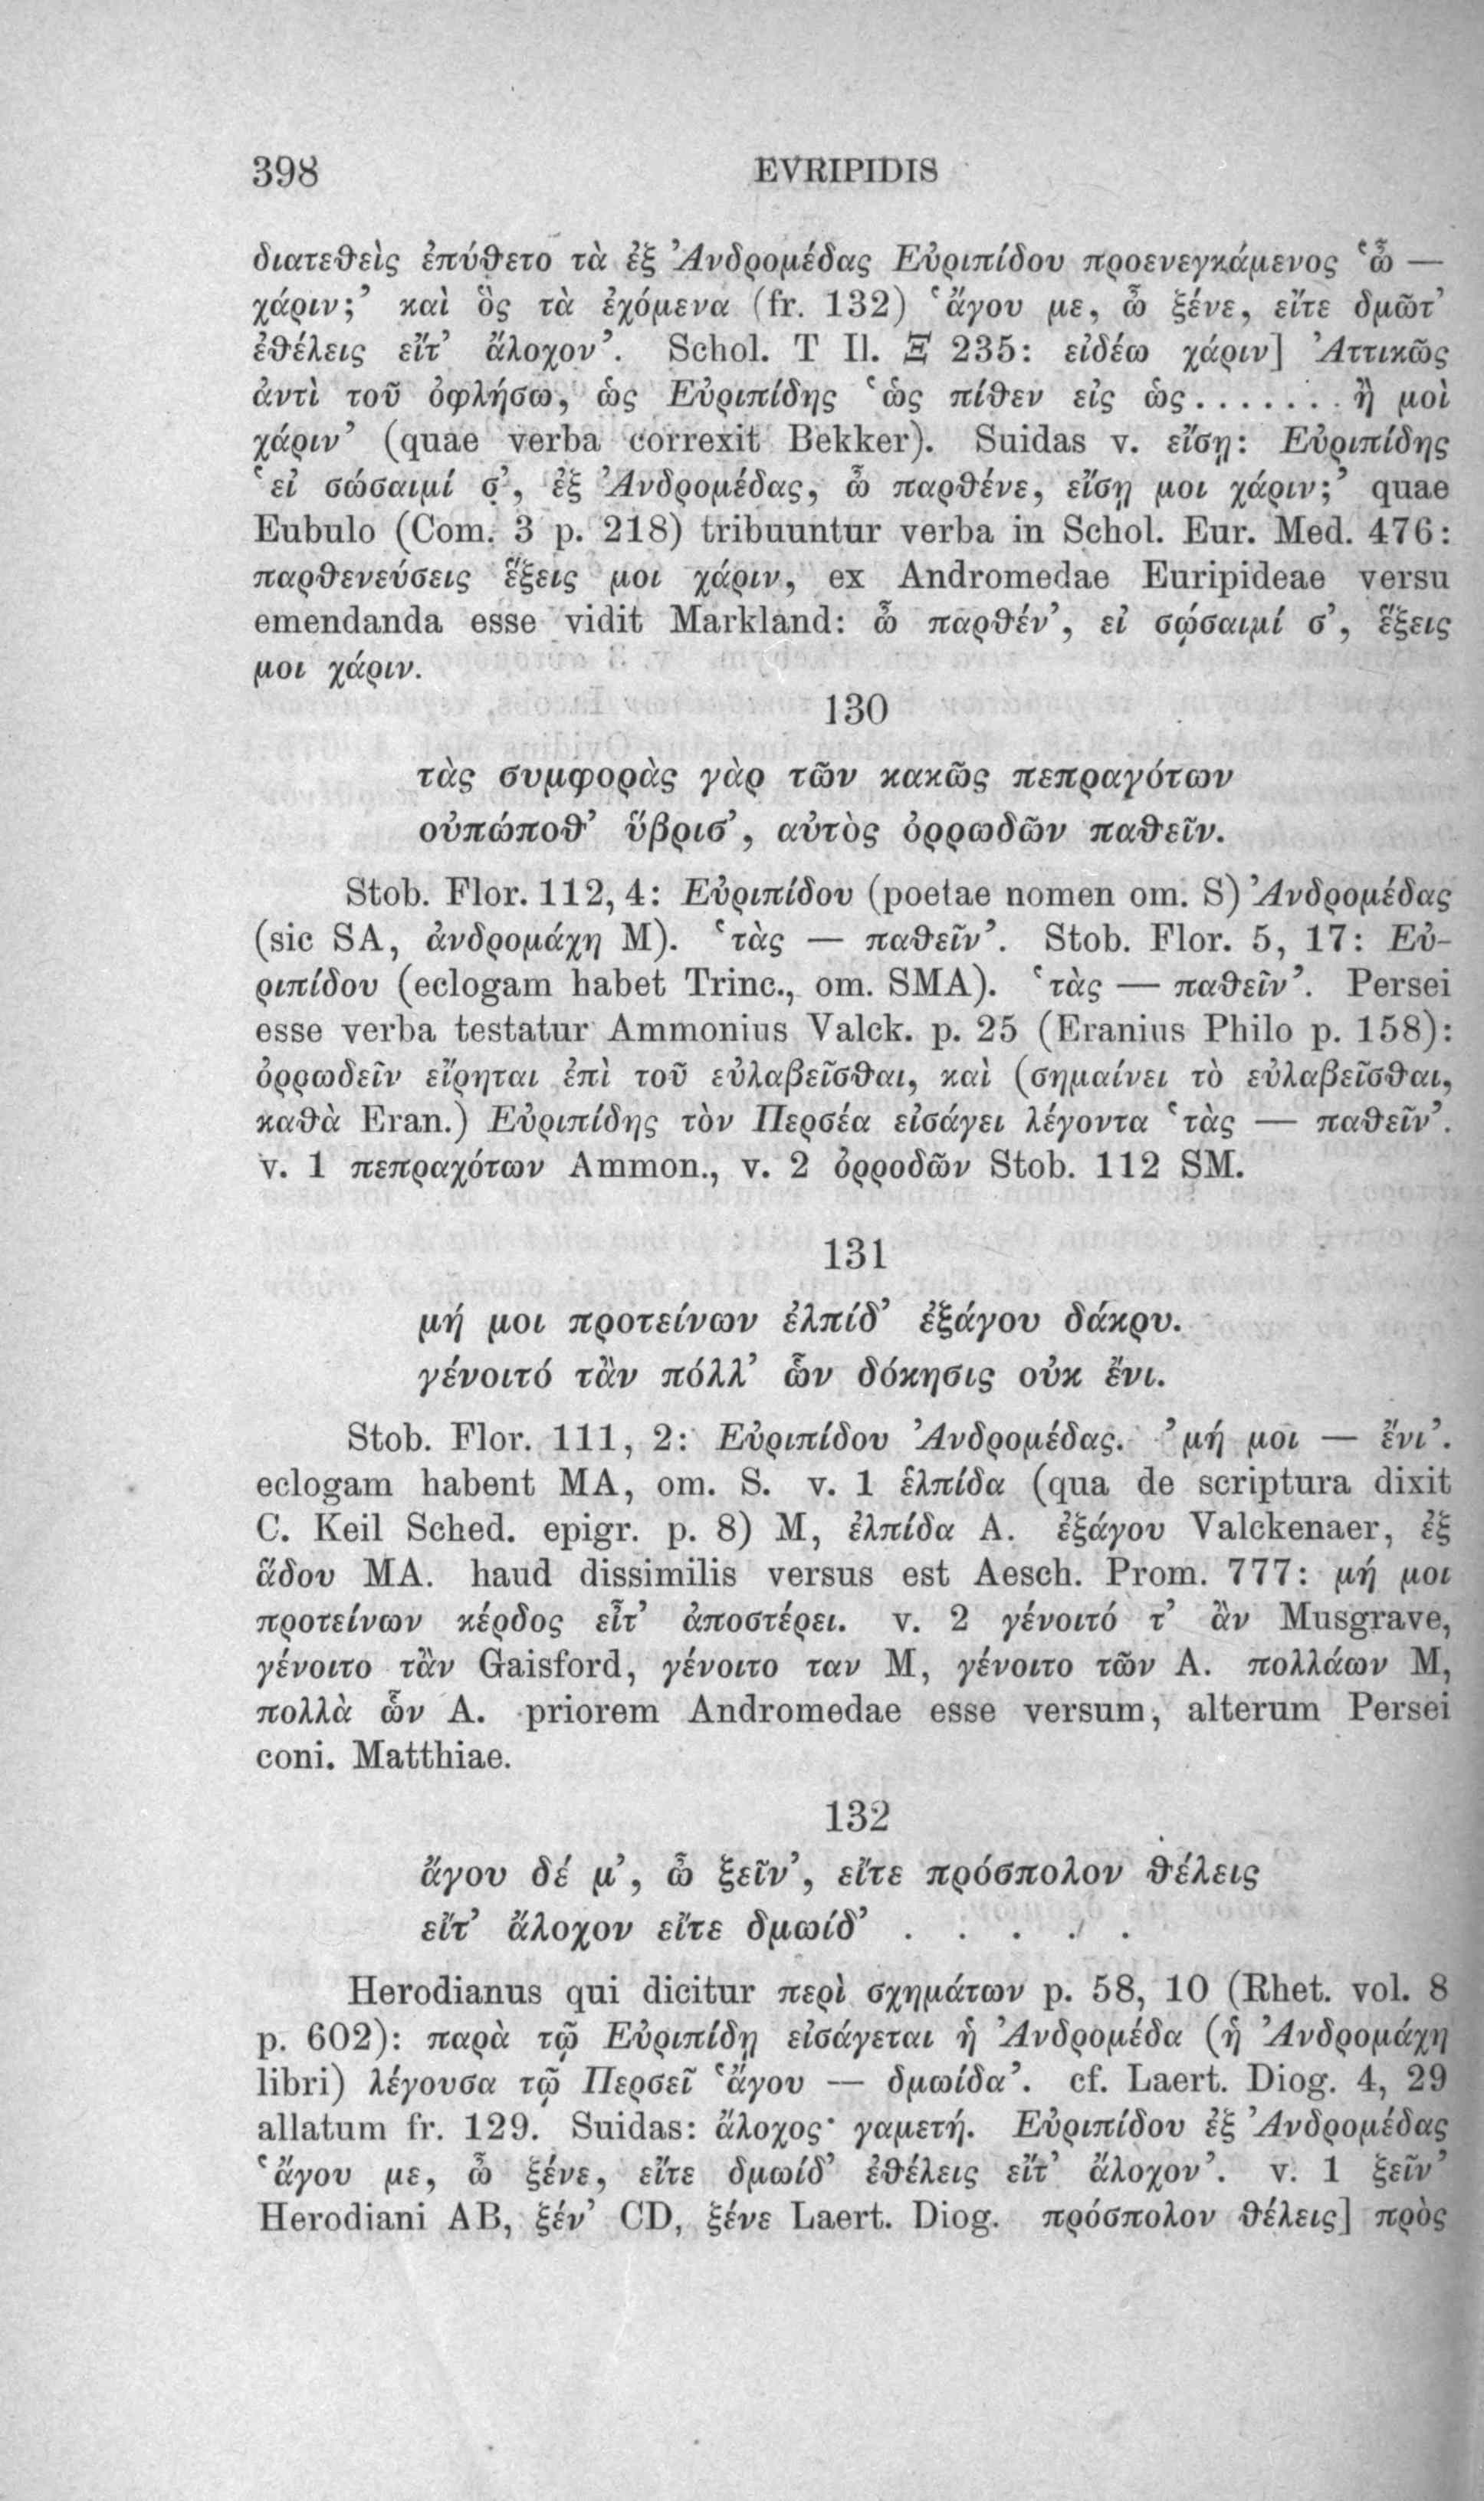 398 EVRIPIDIS
διατεθεὶς ἐπύθετο τὰ ἐξ Ἀνδρομέδας Εὐριπίδου προενεγκάμενος ‘ὦ —
χάριν;’ καὶ ὃς τὰ ἐχόμενα (fr. 132) ‘ἄγου με, ὦ ξένε, εἴτε δμῶτ’
ἐθέλεις εἴτ’ ἄλοχον’. Schol. T Il. Ξ 235: εἰδέω χάριν] Ἀττικῶς
ἀντὶ τοῦ ὀφλήσω, ὡς Εὐριπίδης ‘ὡς πίθεν εἰς ὡς ....... ἢ μοὶ
χάριν’ (quae verba correxit Bekker). Suidas v. εἴσῃ: Εὐριπίδης
‘εἰ σώσαιμί σ’, ἐξ Ἀνδρομέδας, ὦ παρθένε, εἴσῃ μοι χάριν;’ quae
Eubulo (Com. 3 p. 218) tribuuntur verba in Schol. Eur. Med. 476:
παρθενεύσεις ἕξεις μοι χάριν, ex Andromedae Euripideae versu
emendanda esse vidit Markland: ὦ παρθέν’, εἰ σῴσαιμί σ’, ἕξεις
μοι χάριν.
130
τὰς συμφορὰς γὰρ τῶν κακῶς πεπραγότων
οὐπώποθ’ ὕβρισ’, αὐτὸς ὀρρωδῶν παθεῖν.
Stob. Flor. 112, 4: Εὐριπίδου (poetae nomen om. S) Ἀνδρομέδας
(sic SA, ἀνδρομάχη M). ‘τὰς — παθεῖν’. Stob. Flor. 5, 17: Εὐ-
ριπίδου (eclogam habet Trinc., om. SMA). ‘τὰς — παθεῖν’. Persei
esse verba testatur Ammonius Valck. p. 25 (Eranius Philo p. 158):
ὀρρωδεῖν εἴρηται ἐπὶ τοῦ εὐλαβεῖσθαι, καὶ (σημαίνει τὸ εὐλαβεῖσθαι,
καθὰ Eran.) Εὐριπίδης τὸν Περσέα εἰσάγει λέγοντα ‘τὰς — παθεῖν’.
v. 1 πεπραχότων Ammon., v. 2 ὀρροδῶν Stob. 112 SM.
131
μή μοι προτείνων ἐλπίδ’ ἐξάγου δάκρυ.
γένοιτό τἂν πόλλ’ ὧν δόκησις οὐκ ἔνι.
Stob. Flor. 111, 2: Εὐριπίδου Ἀνδρομέδας. ’μή μοι — ἔνι’.
eclogam habent MA, om. S. v. 1 ἑλπίδα (qua de scriptura dixit
C. Keil Sched. epigr. p. 8) M, ἐλπίδα A. ἐξάγου Valckenaer, ἐξ
ἅδου MA. haud dissimilis versus est Aesch. Prom. 777: μή μοι
προτείνων κέρδος εἶτ’ ἀποστέρει. v. 2 γένοιτό τ’ ἂν Musgrave,
γένοιτο τἂν Gaisford, γένοιτο ταν M, γένοιτο τῶν A. πολλάων M,
πολλὰ ὧν A. priorem Andromedae esse versum, alterum Persei
coni. Matthiae.
132
ἄγου δέ μ’, ὦ ξεῖν’, εἴτε πρόσπολον θέλεις
εἴτ’ ἄλοχον εἴτε δμωίδ’ . . . . .
Herodianus qui dicitur περὶ σχημάτων p. 58, 10 (Rhet. vol. 8
p. 602): παρὰ τῷ Εὐριπίδῃ εἰσάγεται ἡ Ἀνδρομέδα (ἡ Ἀνδρομάχη
libri) λέγουσα τῷ Περσεῖ ‘ἄγου — δμωίδα’. cf. Laert. Diog. 4, 29
allatum fr. 129. Suidas: ἄλοχος· γαμετή. Εὐριπίδου ἐξ Ἀνδρομέδας
‘ἄγου με, ὦ ξένε, εἴτε δμωίδ’ ἐθέλεις εἴτ’ ἄλοχον’. v. 1 ξεῖν’
Herodiani AB, ξέν’ CD, ξένε Laert. Diog. πρόσπολον θέλεις] πρὸς